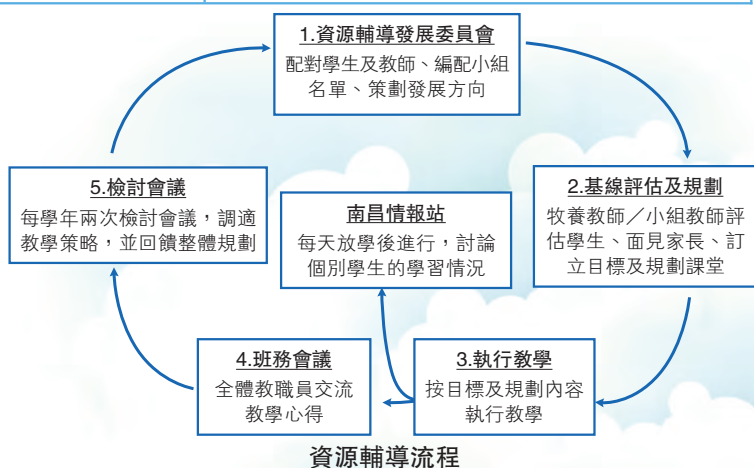 1.資源輔導發展委員會
配對學生及教師、編配小組
名單、策劃發展方向
2.基線評估及規劃
牧養教師／小組教師評
估學生、面見家長、訂
立目標及規劃課堂
3.執行教學
按目標及規劃內容
執行教學
南昌情報站
每天放學後進行，討論
個別學生的學習情況
4.班務會議
全體教職員交流
教學心得
5.檢討會議
每學年兩次檢討會議，調適
教學策略，並回饋整體規劃
資源輔導流程